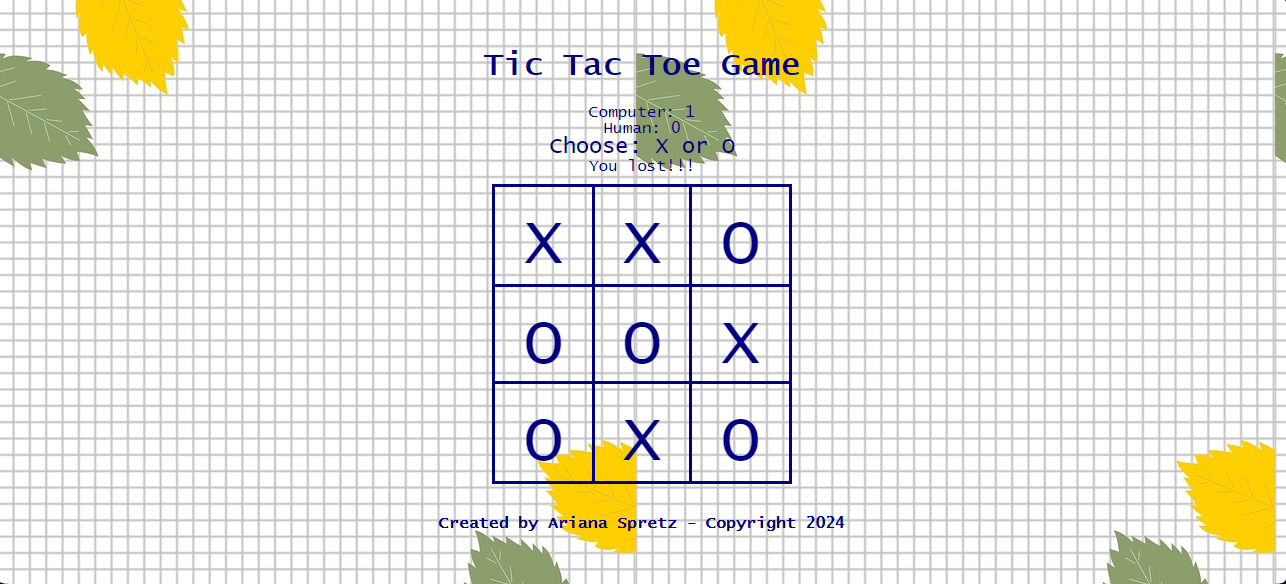 Tic Tac Toe Game
Computer: 1
Human: 0
Choose: X or O
You lost!!!
X X O
O O X
O X O
Created by Ariana Spretz - Copyright 2024